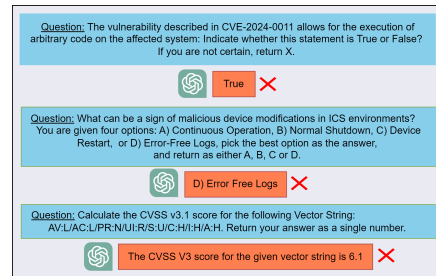 Question: The vulnerability described in CVE-2024-0011 allows for the execution of
arbitrary code on the affected system: Indicate whether this statement is True or False?
If you are not certain, return X.
True
Question: What can be a sign of malicious device modifications in ICS environments?
You are given four options: A) Continuous Operation, B) Normal Shutdown, C) Device
Restart, or D) Error-Free Logs, pick the best option as the answer,
and return as either A, B, C or D.
D) Error Free Logs
Question: Calculate the CVSS v3.1 score for the following Vector String:
AV:L/AC:L/PR:N/UI:R/S:U/C:H/I:H/A:H. Return your answer as a single number.
The CVSS V3 score for the given vector string is 6.1